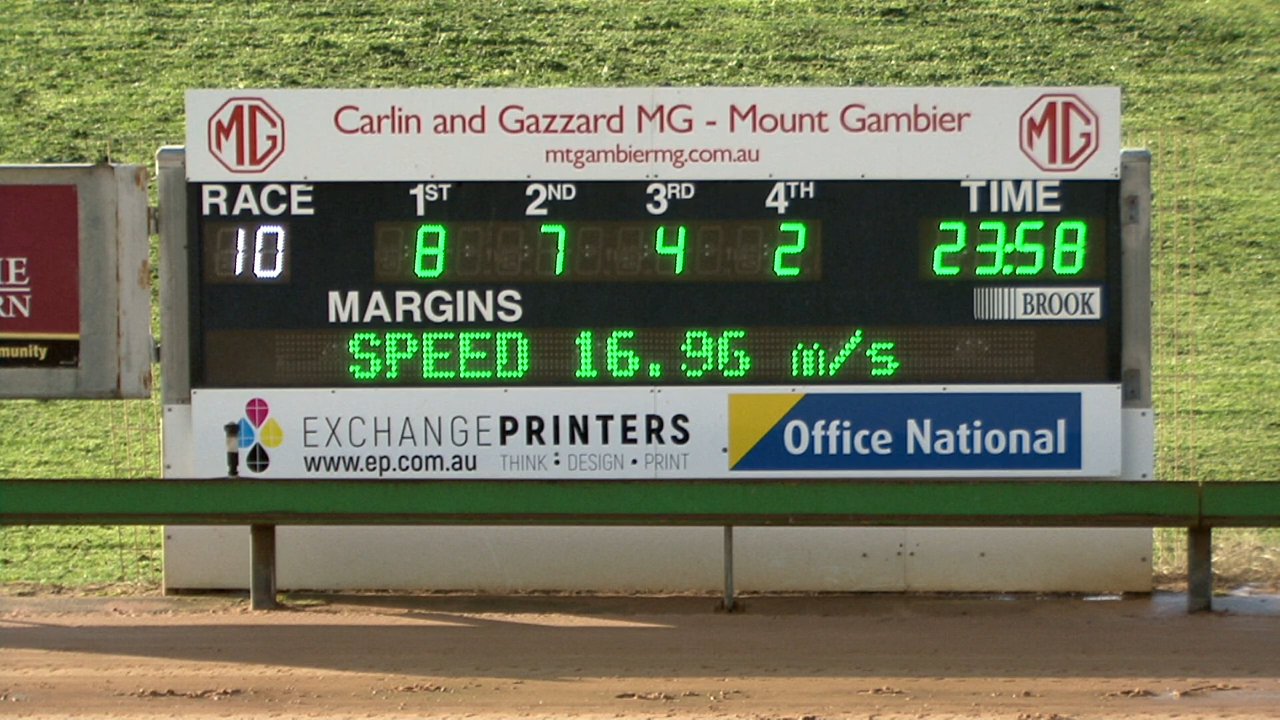 MG Carlin and Gazzard MG - Mount Gambier MG
mtgambiermg.com.au
RACE 1ST 2ND 3RD 4TH TIME
10 8 7 4 2 23:58
MARGINS BROOK
SPEED 16.96 m/s
munity
EXCHANGEPRINTERS
www.ep.com.au THINK : DESIGN • PRINT
Office National